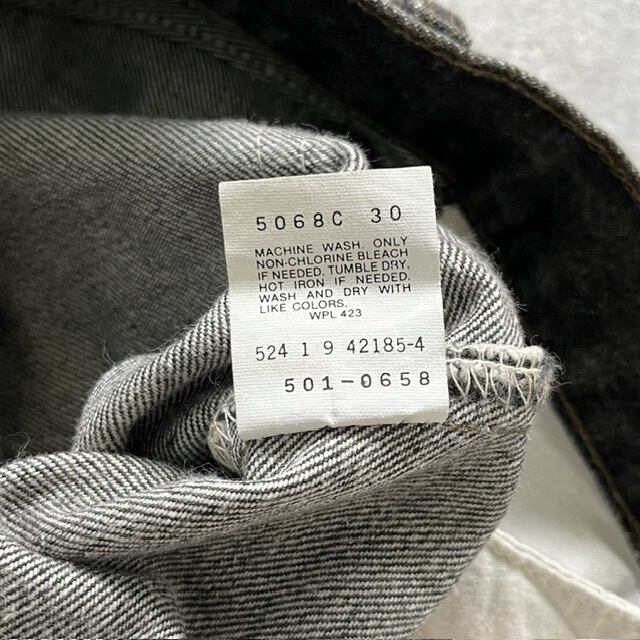 5068C 30
MACHINE WASH. ONLY
NON-CHLORINE BLEACH
IF NEEDED. TUMBLE DRY.
HOT IRON IF NEEDED.
WASH AND DRY WITH
LIKE COLORS.
WPL 423
524 1 9 42185-4
501-0658